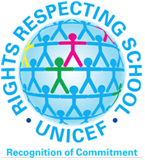 RIGHTS RESPECTING SCHOOL
• UNICEF •
Recognition of Commitment